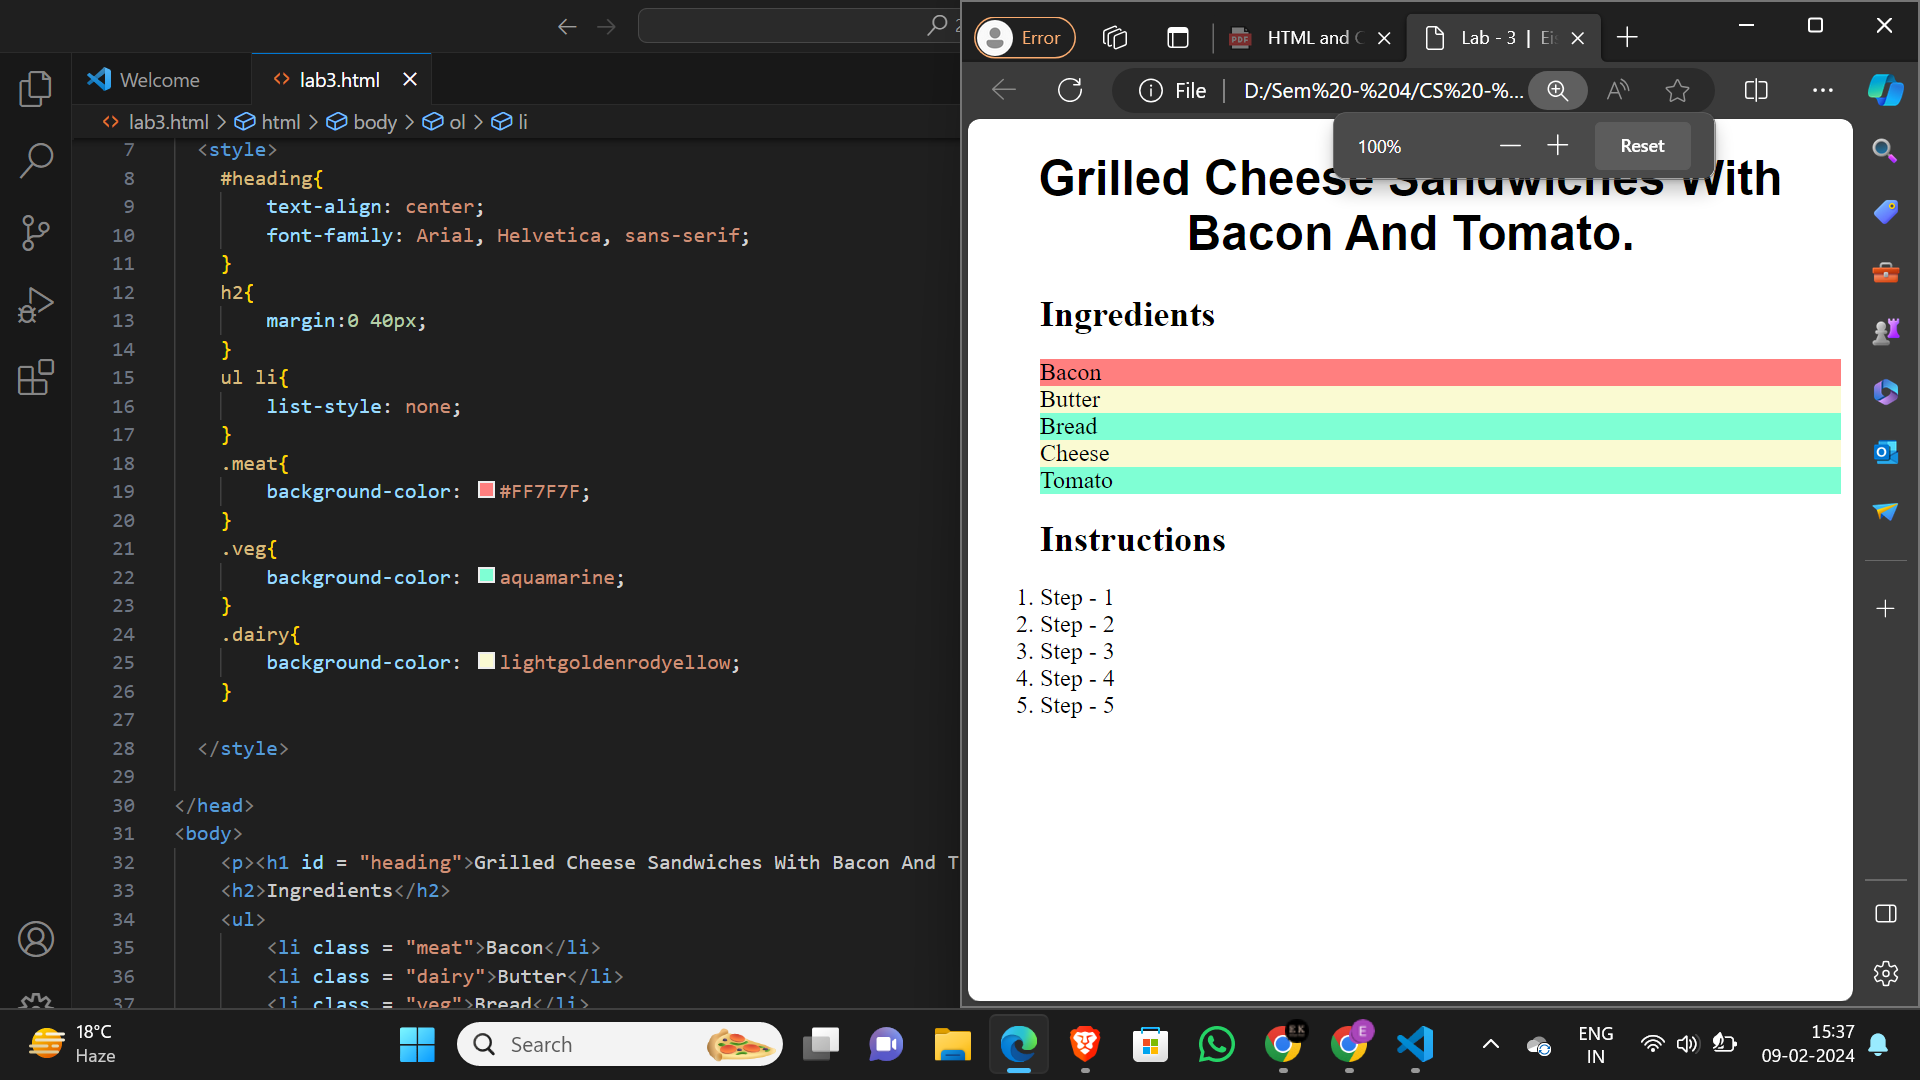 Welcome
lab3.html
lab3.html > html > body > ol > li
7 <style>
8 #heading{
9 text-align: center;
10 font-family: Arial, Helvetica, sans-serif;
11 }
12 h2{
13 margin:0 40px;
14 }
15 ul li{
16 list-style: none;
17 }
18 .meat{
19 background-color: #FF7F7F;
20 }
21 .veg{
22 background-color: aquamarine;
23 }
24 .dairy{
25 background-color: lightgoldenrodyellow;
26 }
27
28 </style>
29
30 </head>
31 <body>
32 <p><h1 id = "heading">Grilled Cheese Sandwiches With Bacon And T
33 <h2>Ingredients</h2>
34 <ul>
35 <li class = "meat">Bacon</li>
36 <li class = "dairy">Butter</li>
37 <li class = "veg">Bread</li>
Error
PDF
HTML and C
Lab - 3 | Eis
File
D:/Sem%20-%204/CS%20-%...
100%
Reset
Grilled Cheese Sandwiches With
Bacon And Tomato.
Ingredients
Bacon
Butter
Bread
Cheese
Tomato
Instructions
1. Step - 1
2. Step - 2
3. Step - 3
4. Step - 4
5. Step - 5
18°C
Haze
Search
EK
E
ENG
IN
15:37
09-02-2024